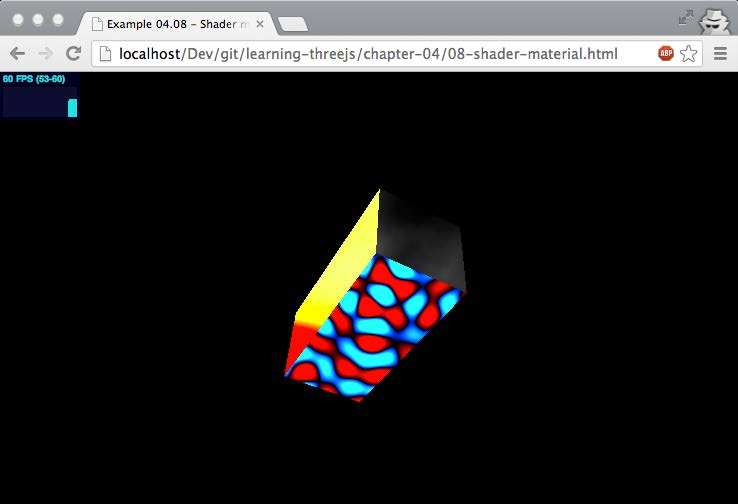 Example 04.08 - Shader m
localhost/Dev/git/learning-threejs/chapter-04/08-shader-material.html
ABP
60 FPS (53-60)